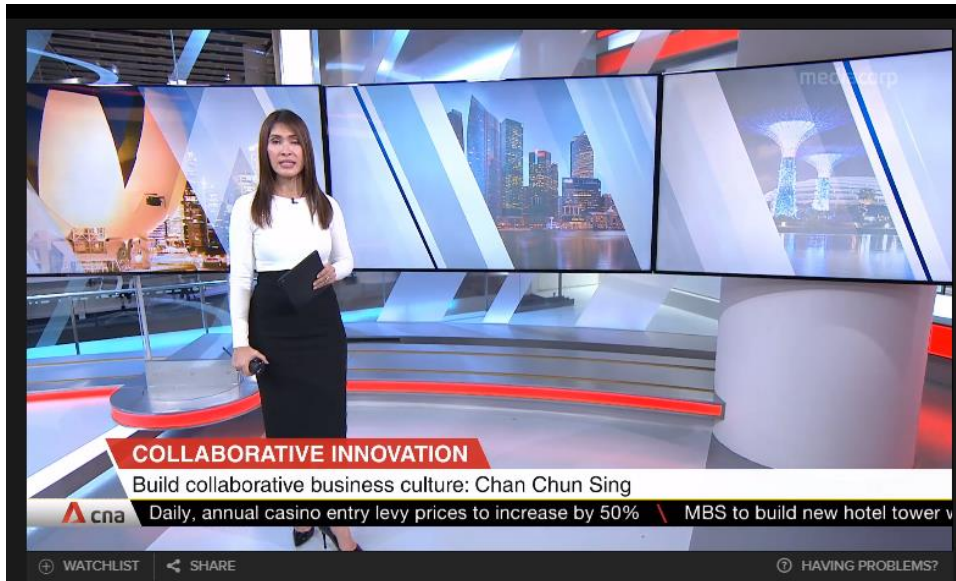 mediacorp
COLLABORATIVE INNOVATION
Build collaborative business culture: Chan Chun Sing
cna Daily, annual casino entry levy prices to increase by 50% \ MBS to build new hotel tower
WATCHLIST SHARE HAVING PROBLEMS?